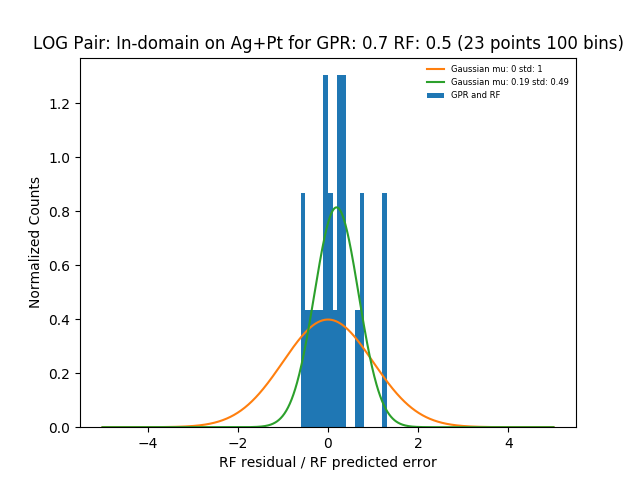 LOG Pair: In-domain on Ag+Pt for GPR: 0.7 RF: 0.5 (23 points 100 bins)
Gaussian mu: 0 std: 1
Gaussian mu: 0.19 std: 0.49
GPR and RF
Normalized Counts
1.2
1.0
0.8
0.6
0.4
0.2
0.0
−4 −2 0 2 4
RF residual / RF predicted error